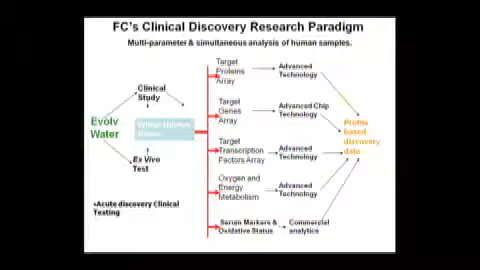 FC's Clinical Discovery Research Paradigm
Multi-parameter & simultaneous analysis of human samples.
Target
Proteins
Array
Advanced
Technology
Clinical
Study
Target
Genes
Array
Advanced Chip
Technology
Evolv
Water
Profits
based
discovery
data
Target
Transcription
Factors Array
Advanced
Technology
Ex Vivo
Test
Oxygen and
Energy
Metabolism
Advanced
Technology
•Acute discovery Clinical
Testing
Serum Markers &
Oxidative Status
Commercial
analytics